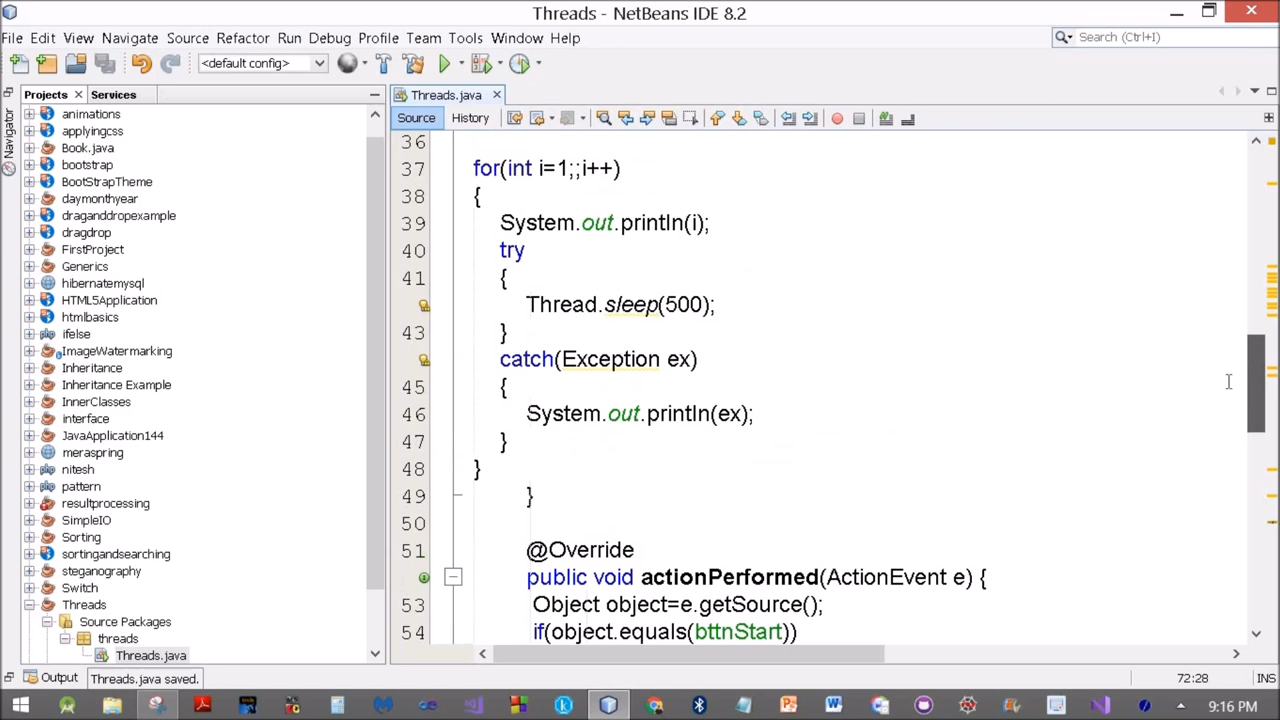 Threads - NetBeans IDE 8.2
File Edit View Navigate Source Refactor Run Debug Profile Team Tools Window Help
Search (Ctrl+I)
<default config>
Projects Services
Threads.java
Navigator
Source History
animations
applyingcss
Book.java
bootstrap
BootStrapTheme
daymonthyear
draganddropexample
dragdrop
FirstProject
Generics
hibernatemysql
HTML5Application
htmlbasics
ifelse
ImageWatermarking
Inheritance
Inheritance Example
InnerClasses
interface
JavaApplication144
meraspring
nitesh
pattern
resultprocessing
SimpleIO
Sorting
sortingandsearching
steganography
Switch
Threads
Source Packages
threads
Threads.java
36
37 for(int i=1;;i++)
38 {
39 System.out.println(i);
40 try
41 {
Thread.sleep(500);
43 }
catch(Exception ex)
45 {
46 System.out.println(ex);
47 }
48 }
49 }
50
51 @Override
public void actionPerformed(ActionEvent e) {
53 Object object=e.getSource();
54 if(object.equals(bttnStart))
Output
Threads.java saved.
72:28
INS
9:16 PM